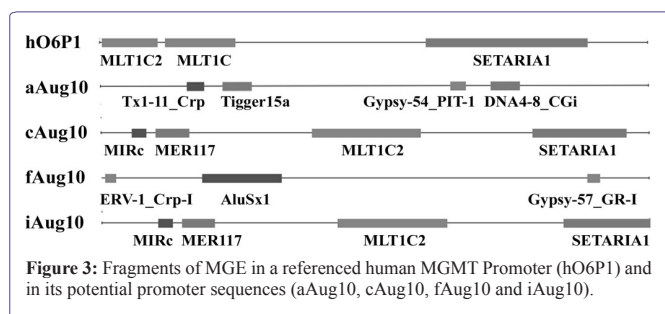 hO6P1
MLT1C2 MLT1C SETARIA1
aAug10
Tx1-11_Crp Tigger15a Gypsy-54_PIT-1 DNA4-8_CGi
cAug10
MIRc MER117 MLT1C2 SETARIA1
fAug10
ERV-1_Crp-I AluSx1 Gypsy-57_GR-I
iAug10
MIRc MER117 MLT1C2 SETARIA1
Figure 3: Fragments of MGE in a referenced human MGMT Promoter (hO6P1) and
in its potential promoter sequences (aAug10, cAug10, fAug10 and iAug10).